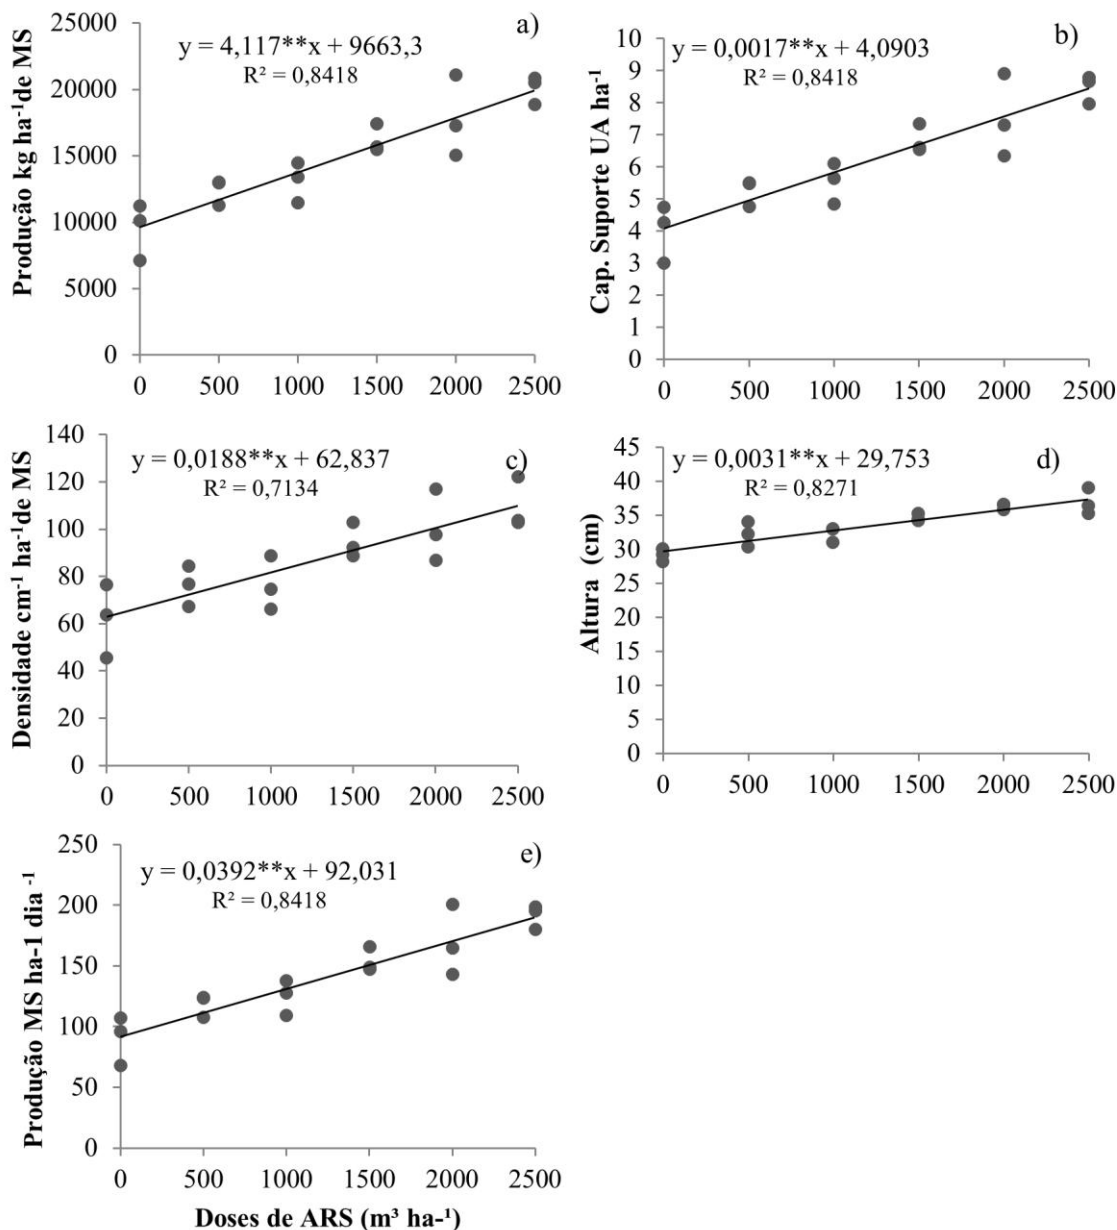 a)
y = 4,117**x + 9663,3
R² = 0,8418
Produção kg ha⁻¹de MS
25000
20000
15000
10000
5000
0
0 500 1000 1500 2000 2500
b)
y = 0,0017**x + 4,0903
R² = 0,8418
Cap. Suporte UA ha⁻¹
10
9
8
7
6
5
4
3
2
1
0
0 500 1000 1500 2000 2500
c)
y = 0,0188**x + 62,837
R² = 0,7134
Densidade cm⁻¹ ha⁻¹de MS
140
120
100
80
60
40
20
0
0 500 1000 1500 2000 2500
d)
y = 0,0031**x + 29,753
R² = 0,8271
Altura (cm)
45
40
35
30
25
20
15
10
5
0
0 500 1000 1500 2000 2500
e)
y = 0,0392**x + 92,031
R² = 0,8418
Produção MS ha-1 dia ⁻¹
250
200
150
100
50
0
0 500 1000 1500 2000 2500
Doses de ARS (m³ ha-¹)